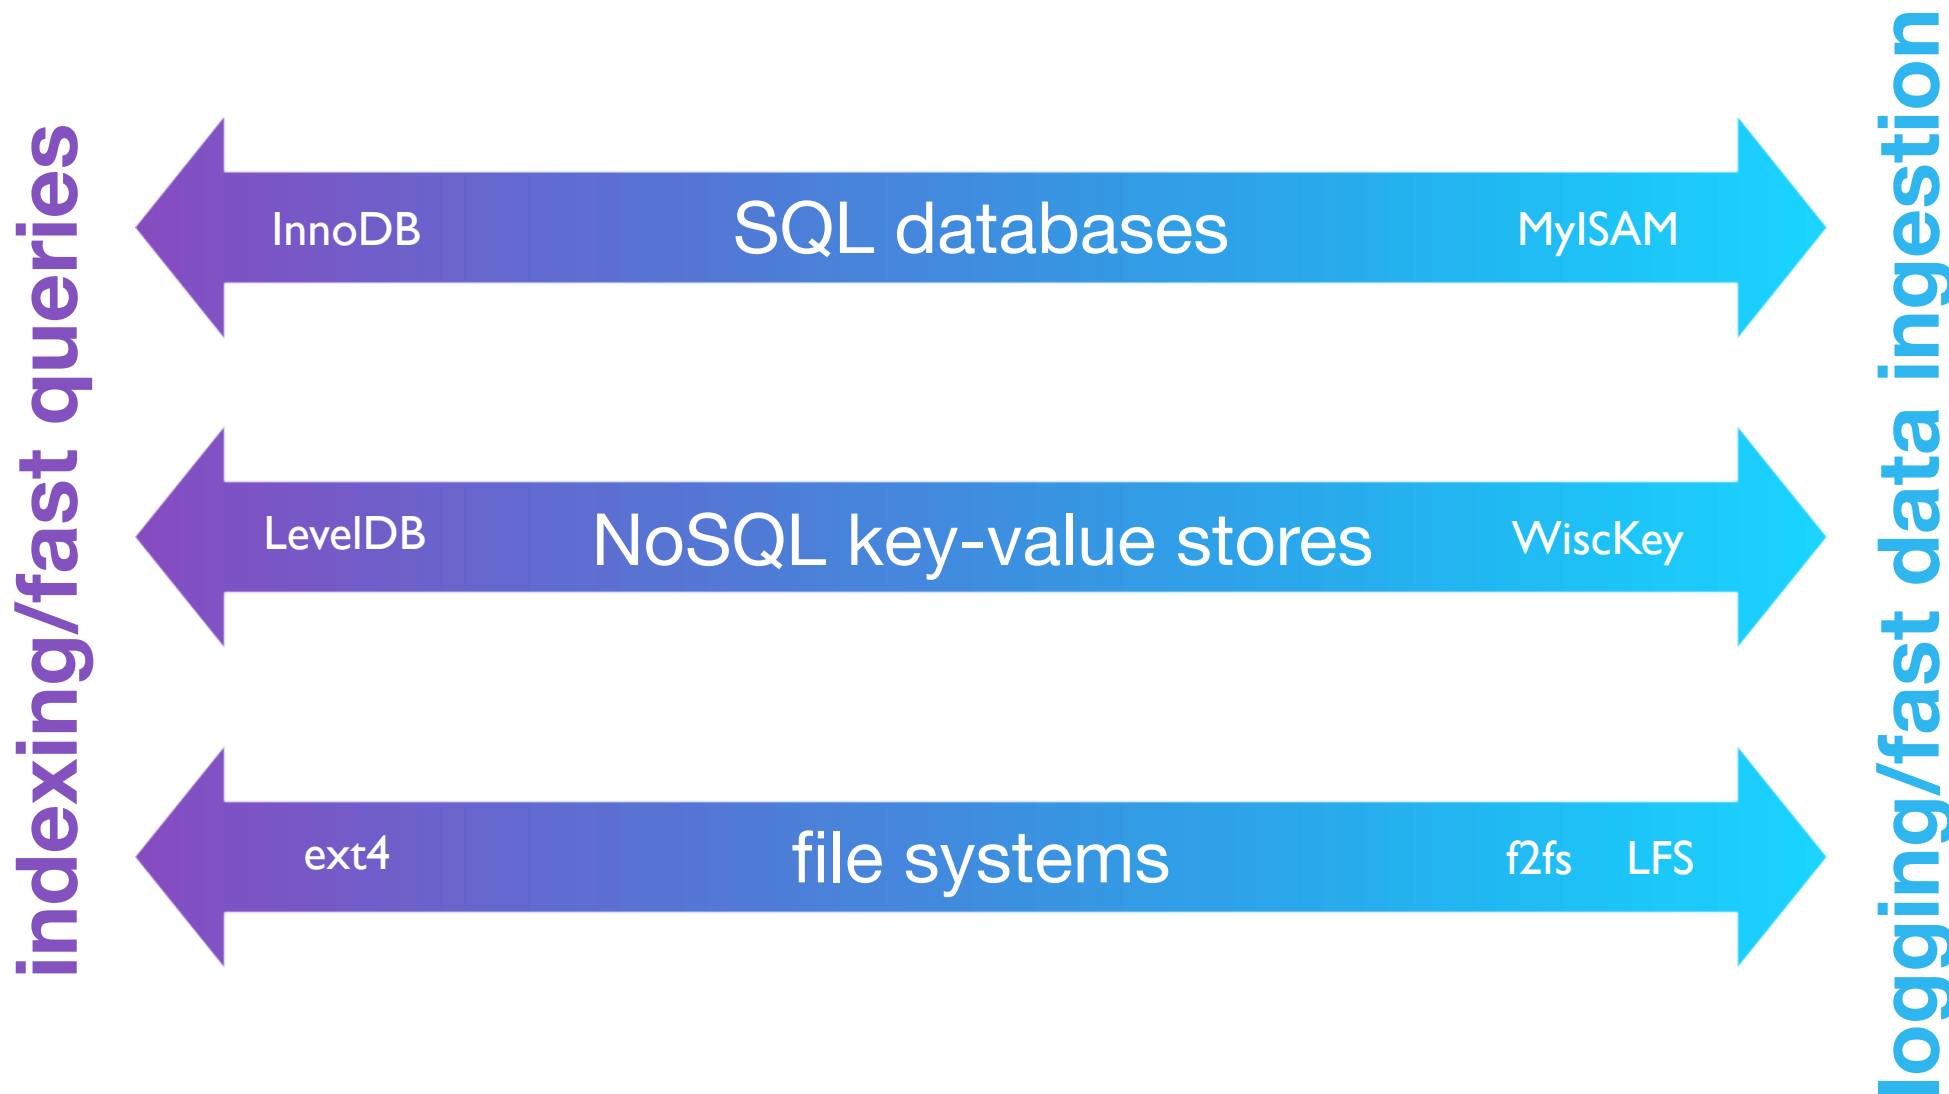 indexing/fast queries
InnoDB SQL databases MyISAM
LevelDB NoSQL key-value stores WiscKey
ext4 file systems f2fs LFS
logging/fast data ingestion